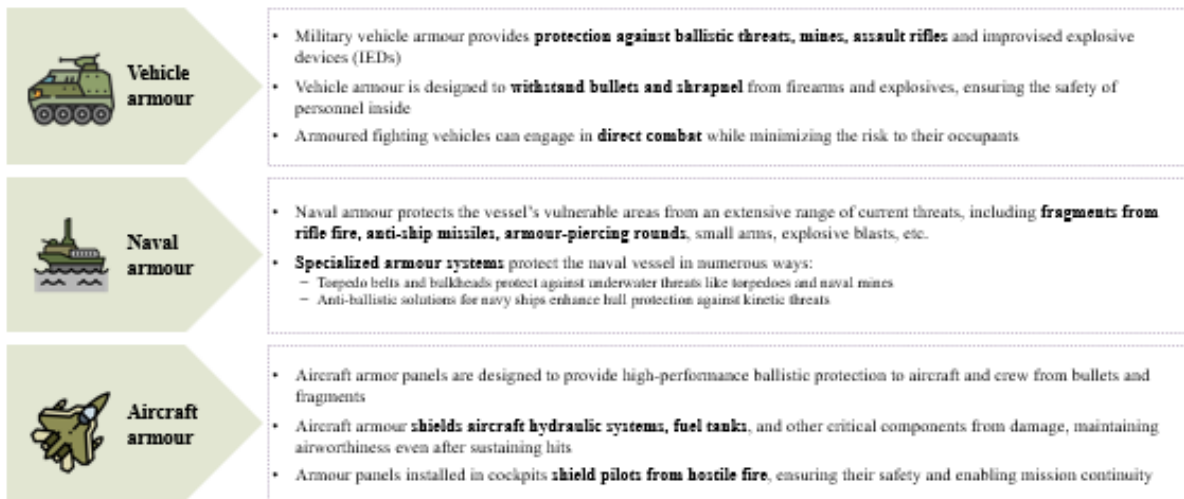 Vehicle
armour
• Military vehicle armour provides protection against ballistic threats, mines, assault rifles and improvised explosive
devices (IEDs)
• Vehicle armour is designed to withstand bullets and shrapnel from firearms and explosives, ensuring the safety of
personnel inside
• Armoured fighting vehicles can engage in direct combat while minimizing the risk to their occupants
Naval
armour
• Naval armour protects the vessel's vulnerable areas from an extensive range of current threats, including fragments from
rifle fire, anti-ship missiles, armour-piercing rounds, small arms, explosive blasts, etc.
• Specialized armour systems protect the naval vessel in numerous ways:
– Torpedo belts and bulkheads protect against underwater threats like torpedoes and naval mines
– Anti-ballistic solutions for navy ships enhance hull protection against kinetic threats
Aircraft
armour
• Aircraft armor panels are designed to provide high-performance ballistic protection to aircraft and crew from bullets and
fragments
• Aircraft armour shields aircraft hydraulic systems, fuel tanks, and other critical components from damage, maintaining
airworthiness even after sustaining hits
• Armour panels installed in cockpits shield pilots from hostile fire, ensuring their safety and enabling mission continuity